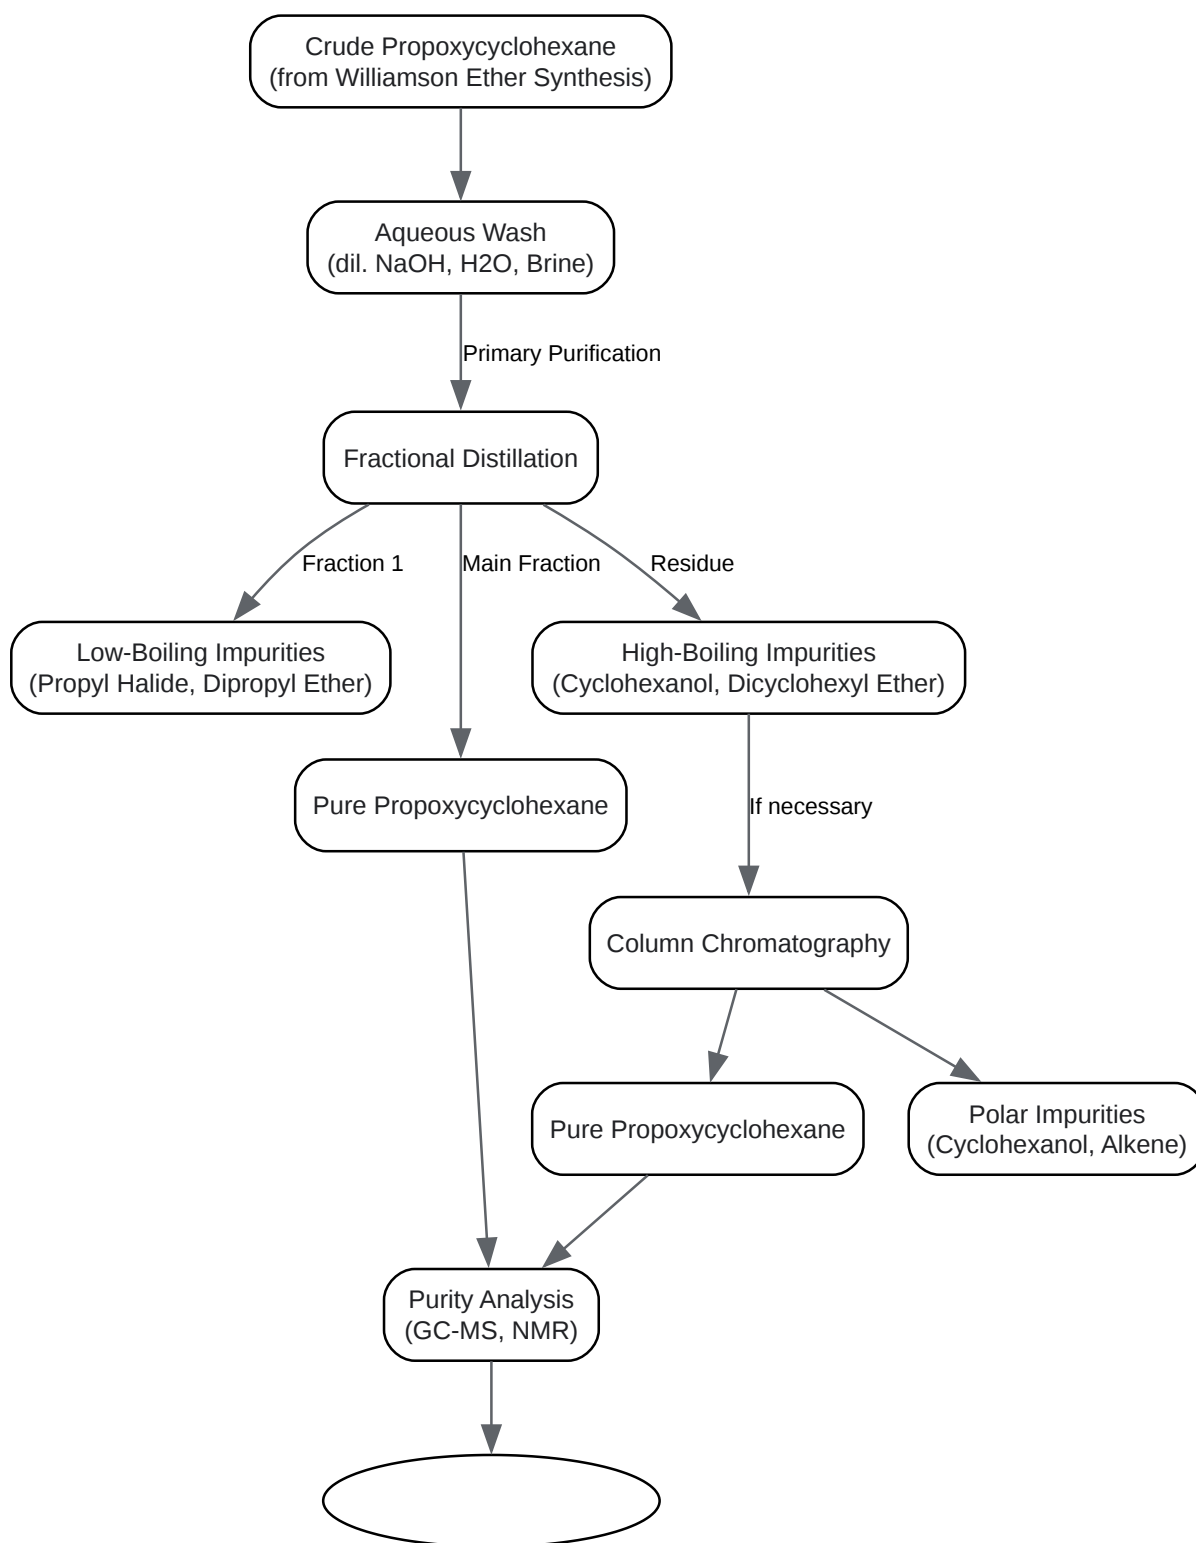 Crude Propoxycyclohexane
(from Williamson Ether Synthesis)
Aqueous Wash
(dil. NaOH, H2O, Brine)
Primary Purification
Fractional Distillation
Fraction 1
Main Fraction
Residue
Low-Boiling Impurities
(Propyl Halide, Dipropyl Ether)
High-Boiling Impurities
(Cyclohexanol, Dicyclohexyl Ether)
Pure Propoxycyclohexane
If necessary
Column Chromatography
Pure Propoxycyclohexane
Polar Impurities
(Cyclohexanol, Alkene)
Purity Analysis
(GC-MS, NMR)